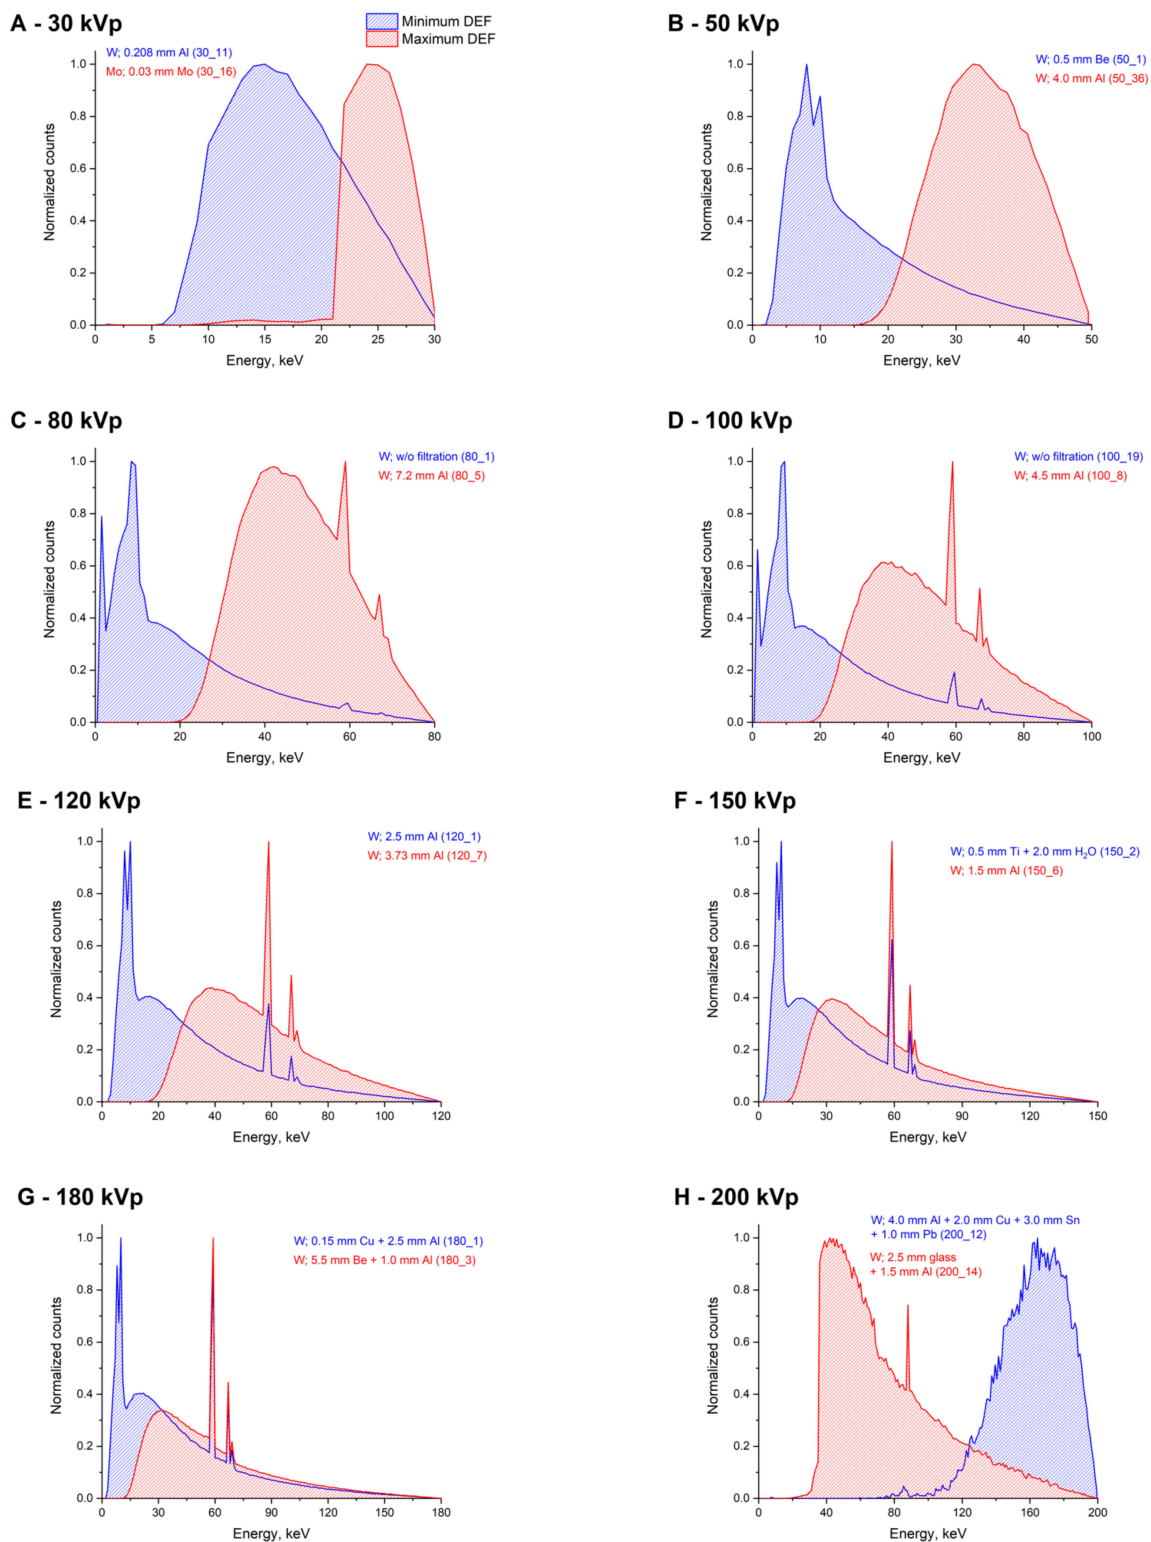 A - 30 kVp
Minimum DEF
Maximum DEF
W; 0.208 mm Al (30_11)
Mo; 0.03 mm Mo (30_16)
1.0
0.8
0.6
0.4
0.2
0.0
Normalized counts
0 5 10 15 20 25 30
Energy, keV
B - 50 kVp
W; 0.5 mm Be (50_1)
W; 4.0 mm Al (50_36)
1.0
0.8
0.6
0.4
0.2
0.0
Normalized counts
0 10 20 30 40 50
Energy, keV
C - 80 kVp
W; w/o filtration (80_1)
W; 7.2 mm Al (80_5)
1.0
0.8
0.6
0.4
0.2
0.0
Normalized counts
0 20 40 60 80
Energy, keV
D - 100 kVp
W; w/o filtration (100_19)
W; 4.5 mm Al (100_8)
1.0
0.8
0.6
0.4
0.2
0.0
Normalized counts
0 20 40 60 80 100
Energy, keV
E - 120 kVp
W; 2.5 mm Al (120_1)
W; 3.73 mm Al (120_7)
1.0
0.8
0.6
0.4
0.2
0.0
Normalized counts
0 20 40 60 80 100 120
Energy, keV
F - 150 kVp
W; 0.5 mm Ti + 2.0 mm H₂O (150_2)
W; 1.5 mm Al (150_6)
1.0
0.8
0.6
0.4
0.2
0.0
Normalized counts
0 30 60 90 120 150
Energy, keV
G - 180 kVp
W; 0.15 mm Cu + 2.5 mm Al (180_1)
W; 5.5 mm Be + 1.0 mm Al (180_3)
1.0
0.8
0.6
0.4
0.2
0.0
Normalized counts
0 30 60 90 120 150 180
Energy, keV
H - 200 kVp
W; 4.0 mm Al + 2.0 mm Cu + 3.0 mm Sn
+ 1.0 mm Pb (200_12)
W; 2.5 mm glass
+ 1.5 mm Al (200_14)
1.0
0.8
0.6
0.4
0.2
0.0
Normalized counts
0 40 80 120 160 200
Energy, keV